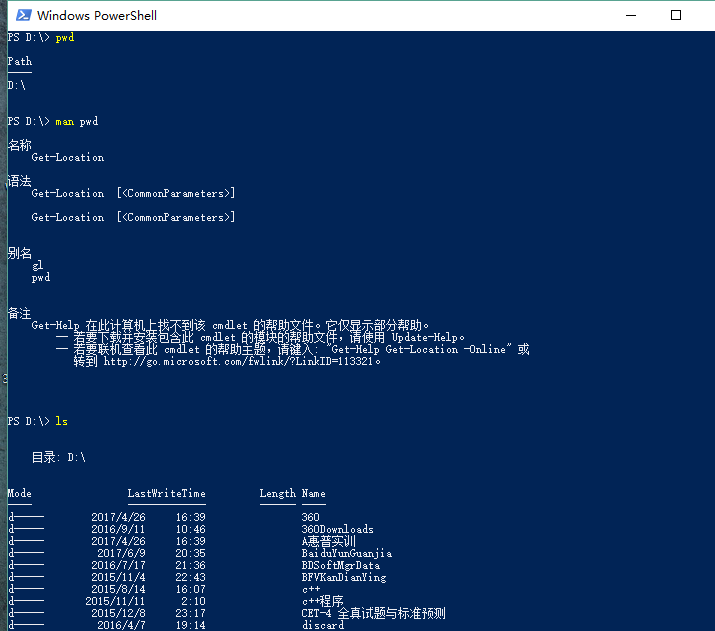 Windows PowerShell
PS D:\> pwd
Path
----
D:\
PS D:\> man pwd
名称
Get-Location
语法
Get-Location [<CommonParameters>]
Get-Location [<CommonParameters>]
别名
gl
pwd
备注
Get-Help 在此计算机上找不到该 cmdlet 的帮助文件。它仅显示部分帮助。
-- 若要下载并安装包含此 cmdlet 的模块的帮助文件，请使用 Update-Help。
-- 若要联机查看此 cmdlet 的帮助主题，请键入: "Get-Help Get-Location -Online" 或
转到 http://go.microsoft.com/fwlink/?LinkID=113321。
PS D:\> ls
目录: D:\
Mode LastWriteTime Length Name
---- ------------- ------ ----
d----- 2017/4/26 16:39 360
d----- 2016/9/11 10:46 360Downloads
d----- 2017/4/26 16:39 A惠普实训
d----- 2017/6/9 20:35 BaiduYunGuanjia
d----- 2016/7/17 21:36 BDSoftMgrData
d----- 2015/11/4 22:43 BFVKanDianYing
d----- 2015/8/14 16:07 c++
d----- 2015/11/11 2:10 c++程序
d----- 2015/12/8 23:17 CET-4 全真试题与标准预测
d----- 2016/4/7 19:14 discard